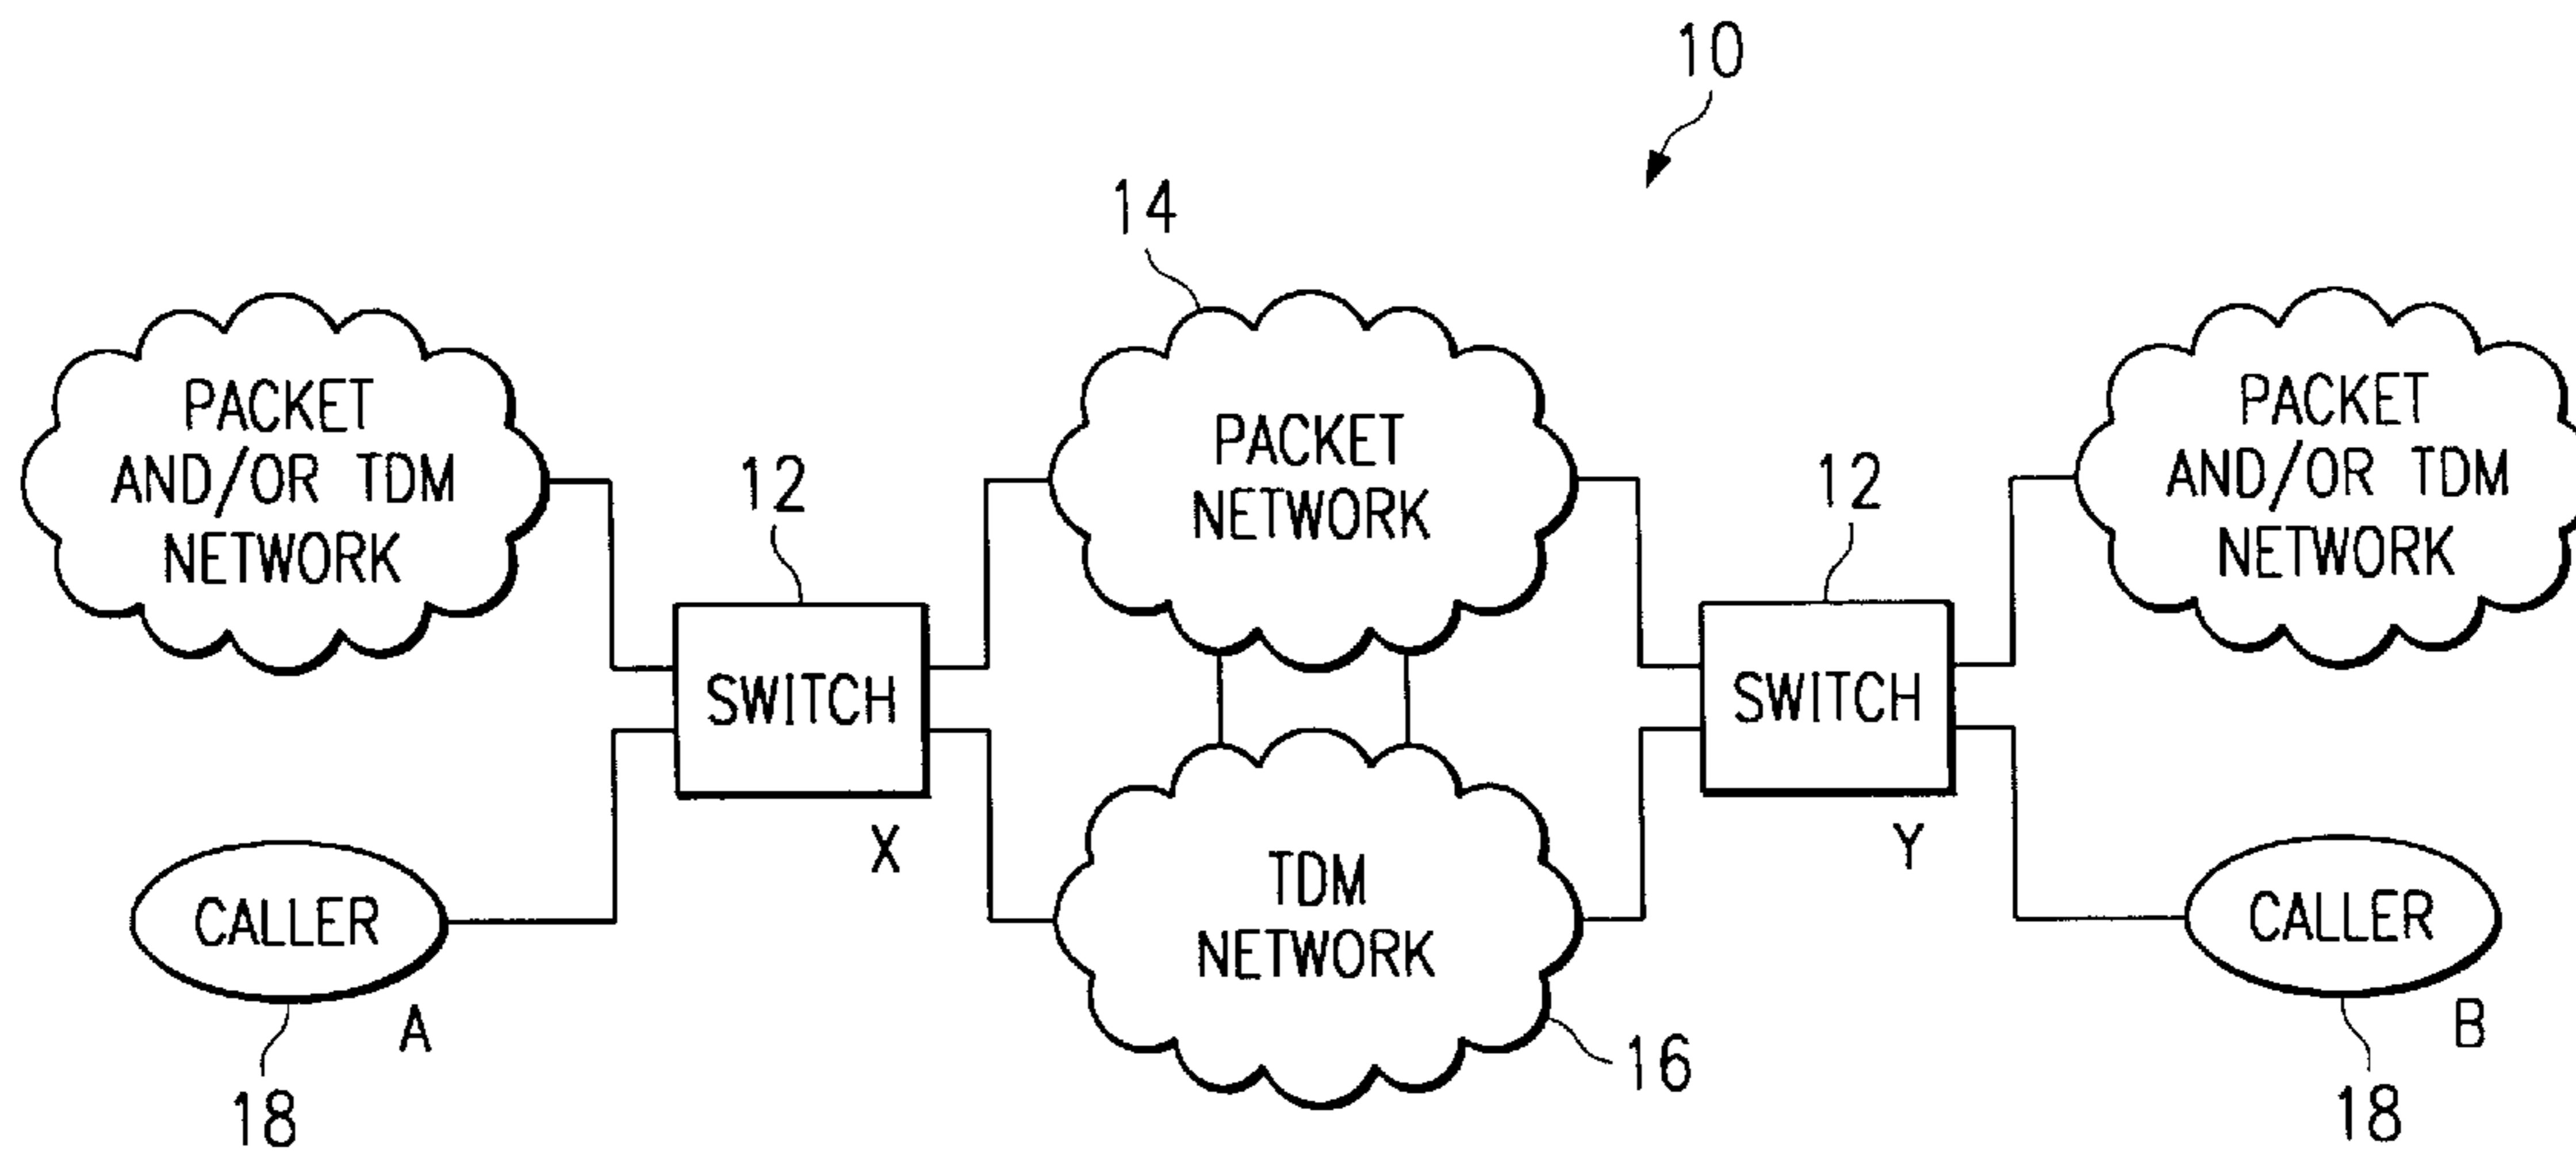 10
14
PACKET
AND/OR TDM
NETWORK
12
PACKET
NETWORK
12
PACKET
AND/OR TDM
NETWORK
SWITCH
SWITCH
X
Y
CALLER
A
18
TDM
NETWORK
16
CALLER
B
18